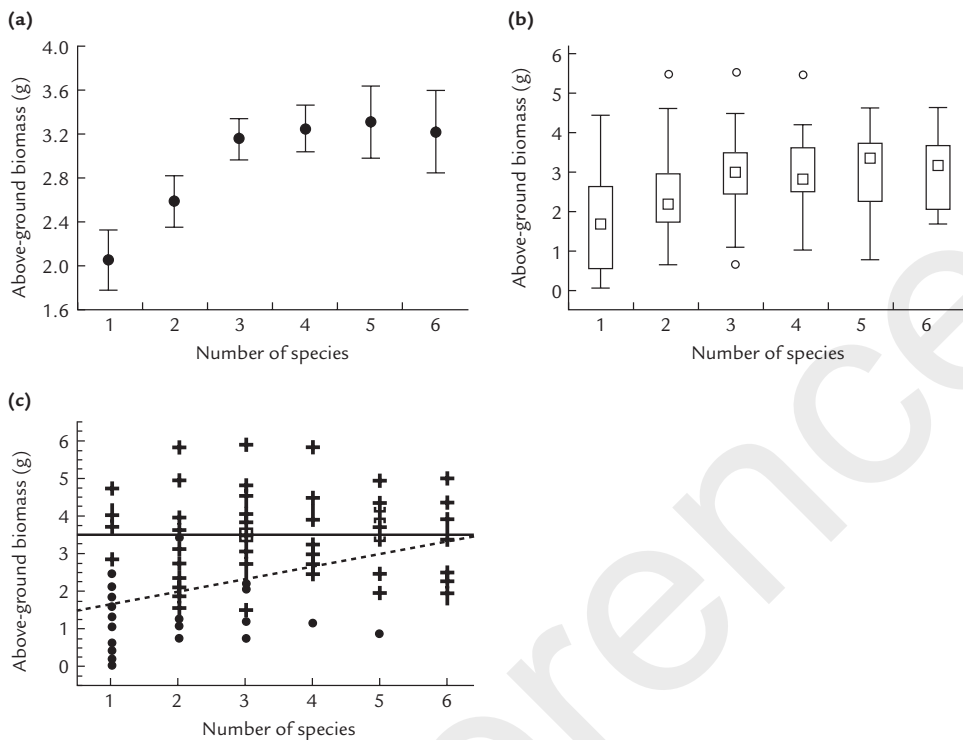 (a)
4.0
3.6
3.2
2.8
2.4
2.0
1.6
Above-ground biomass (g)
1 2 3 4 5 6
Number of species
(b)
6
5
4
3
2
1
0
Above-ground biomass (g)
1 2 3 4 5 6
Number of species
(c)
6
5
4
3
2
1
0
Above-ground biomass (g)
1 2 3 4 5 6
Number of species
erence